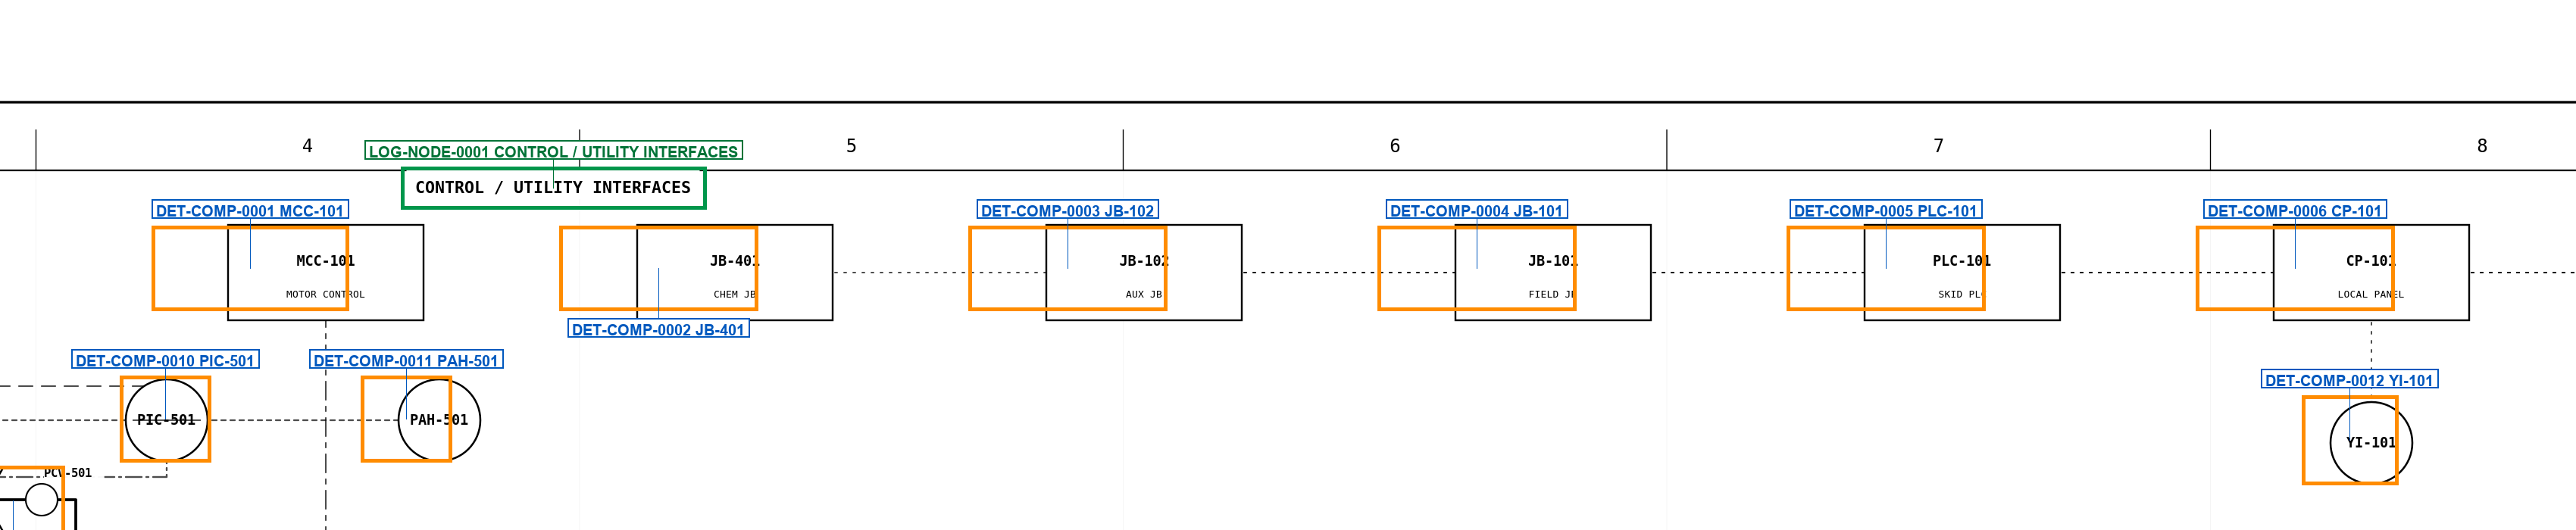 4
5
6
7
8
LOG-NODE-0001 CONTROL / UTILITY INTERFACES
CONTROL / UTILITY INTERFACES
DET-COMP-0001 MCC-101
DET-COMP-0003 JB-102
DET-COMP-0004 JB-101
DET-COMP-0005 PLC-101
DET-COMP-0006 CP-101
MCC-101
MOTOR CONTROL
JB-401
CHEM JB
JB-102
AUX JB
JB-101
FIELD JB
PLC-101
SKID PLC
CP-101
LOCAL PANEL
DET-COMP-0002 JB-401
DET-COMP-0010 PIC-501
DET-COMP-0011 PAH-501
DET-COMP-0012 YI-101
PIC-501
PAH-501
YI-101
PCV-501